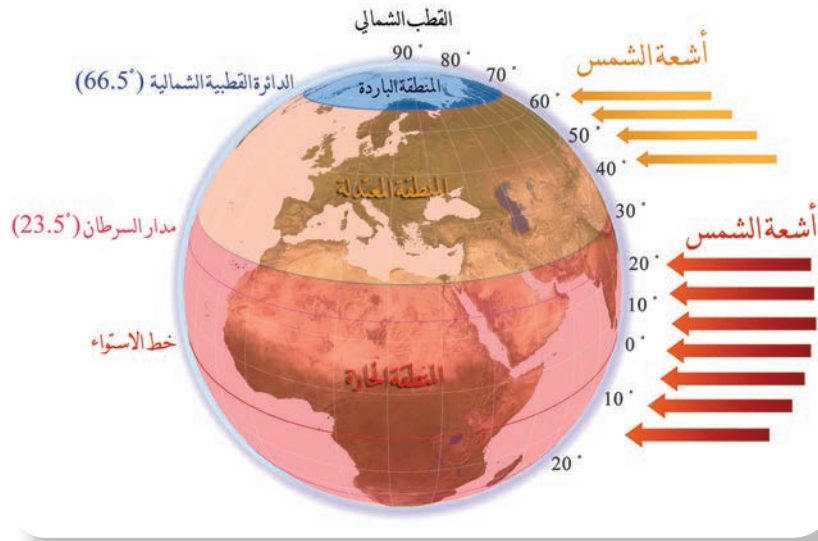 القطب الشمالي
90° 80° 70° 60° 50° 40° 30° 20° 10° 0° 10° 20°
أشعة الشمس
الدائرة القطبية الشمالية (66.5°)
المنطقة الباردة
المنطقة المعتدلة
مدار السرطان (23.5°)
أشعة الشمس
خط الاستواء
المنطقة الحارة